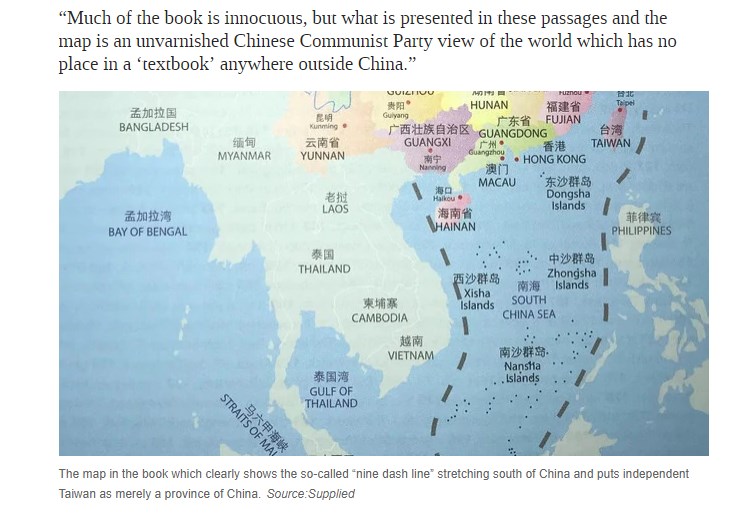 “Much of the book is innocuous, but what is presented in these passages and the
map is an unvarnished Chinese Communist Party view of the world which has no
place in a ‘textbook’ anywhere outside China.”
贵阳
Guiyang
HUNAN
福建省
FUJIAN
台北
Taipei
孟加拉国
BANGLADESH
昆明
Kunming
云南省
YUNNAN
广西壮族自治区
GUANGXI
南宁
Nanning
广东省
GUANGDONG
广州
Guangzhou
香港
HONG KONG
澳门
MACAU
台湾
TAIWAN
缅甸
MYANMAR
老挝
LAOS
海口
Haikou
海南省
HAINAN
东沙群岛
Dongsha
Islands
孟加拉湾
BAY OF BENGAL
菲律宾
PHILIPPINES
泰国
THAILAND
西沙群岛
Xisha
Islands
中沙群岛
Zhongsha
Islands
南海
SOUTH
CHINA SEA
柬埔寨
CAMBODIA
越南
VIETNAM
南沙群岛
Nansha
Islands
泰国湾
GULF OF
THAILAND
马六甲海峡
STRAITS OF
The map in the book which clearly shows the so-called “nine dash line” stretching south of China and puts independent
Taiwan as merely a province of China. Source:Supplied